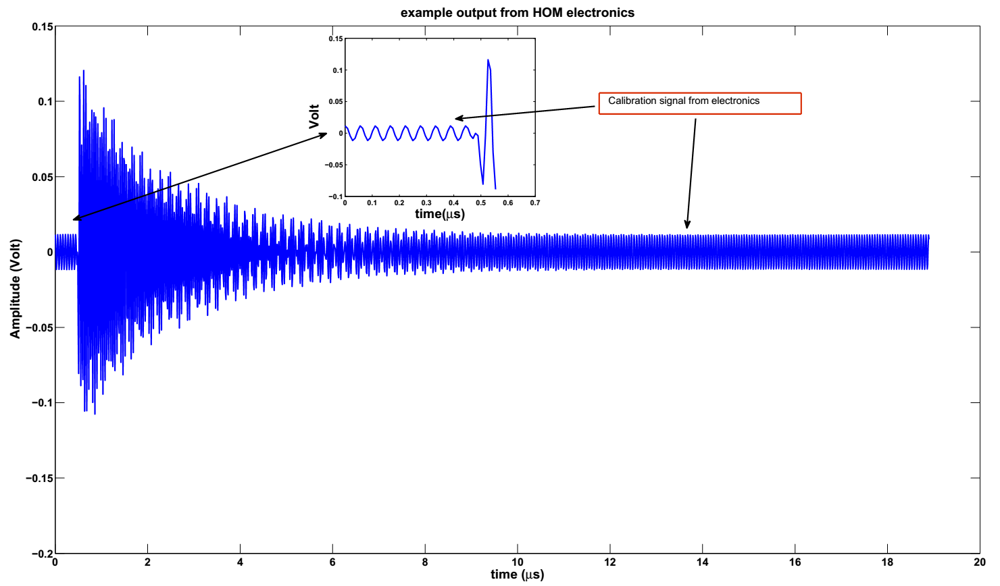 example output from HOM electronics
0.15
0.1
0.05
0
−0.05
−0.1
−0.15
−0.2
Amplitude (Volt)
0 2 4 6 8 10 12 14 16 18 20
time (μs)
0.15
0.1
0.05
0
−0.05
−0.1
Volt
0 0.1 0.2 0.3 0.4 0.5 0.6 0.7
time(μs)
Calibration signal from electronics